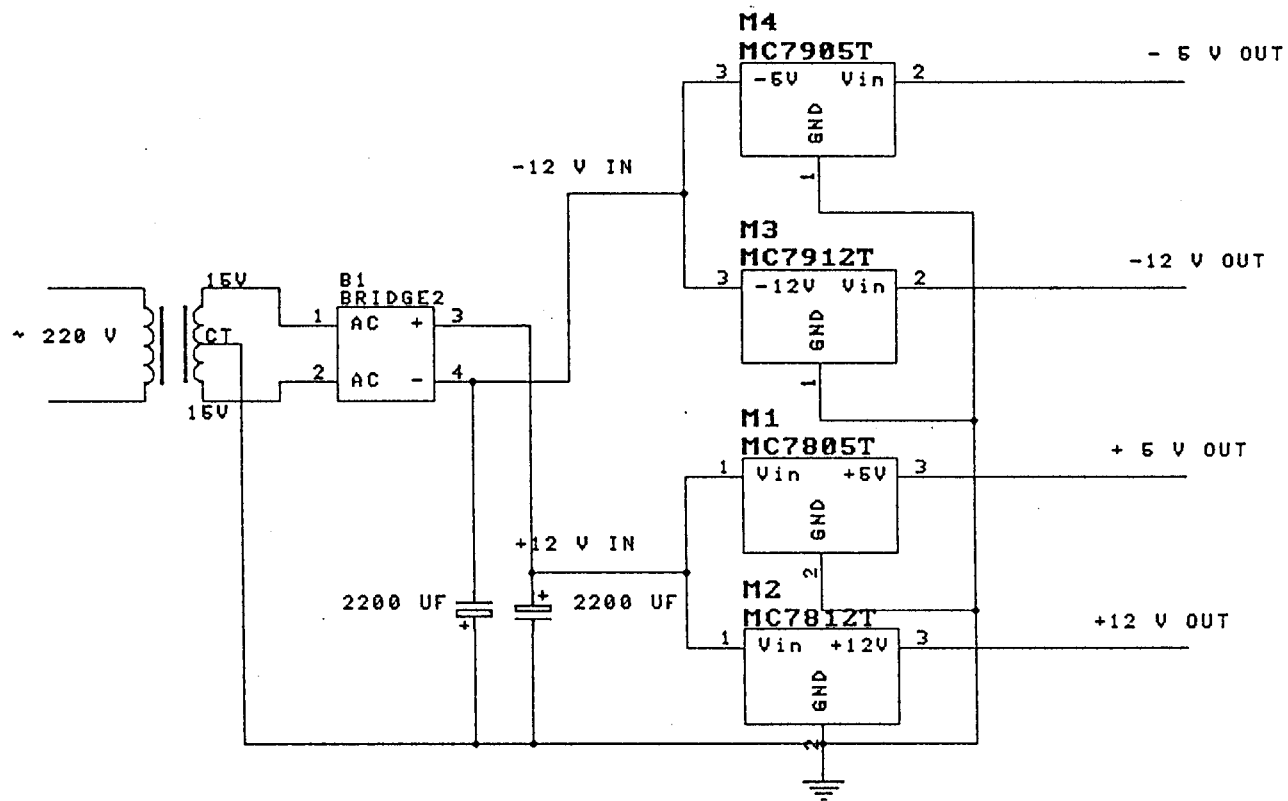 M4
MC7905T
3 -5V Vin 2
GND
1
- 5 V OUT
-12 V IN
M3
MC7912T
3 -12V Vin 2
GND
1
-12 V OUT
~ 220 V
15V
CT
15V
B1
BRIDGE2
1 AC + 3
2 AC - 4
M1
MC7805T
1 Vin +5V 3
GND
2
+ 5 V OUT
+12 V IN
2200 UF
+
+
2200 UF
M2
MC7812T
1 Vin +12V 3
GND
2
+12 V OUT